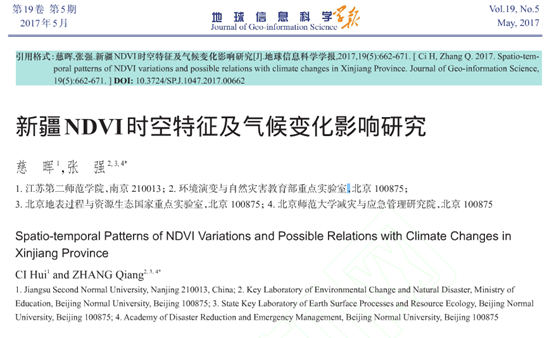 第19卷 第5期
2017年5月
地球信息科学学报
Journal of Geo-information Science
Vol.19, No.5
May, 2017
引用格式:慈晖,张强.新疆NDVI时空特征及气候变化影响研究[J].地球信息科学学报,2017,19(5):662-671. [ Ci H, Zhang Q. 2017. Spatio-tem-
poral patterns of NDVI variations and possible relations with climate changes in Xinjiang Province. Journal of Geo-information Science,
19(5):662-671. ] DOI: 10.3724/SP.J.1047.2017.00662
新疆NDVI时空特征及气候变化影响研究
慈 晖1,张 强2,3,4*
1. 江苏第二师范学院,南京 210013; 2. 环境演变与自然灾害教育部重点实验室,北京 100875;
3. 北京地表过程与资源生态国家重点实验室,北京 100875; 4. 北京师范大学减灾与应急管理研究院,北京 100875
Spatio-temporal Patterns of NDVI Variations and Possible Relations with Climate Changes in
Xinjiang Province
CI Hui1 and ZHANG Qiang2, 3, 4*
1. Jiangsu Second Normal University, Nanjing 210013, China; 2. Key Laboratory of Environmental Change and Natural Disaster, Ministry of
Education, Beijing Normal University, Beijing 100875; 3. State Key Laboratory of Earth Surface Processes and Resource Ecology, Beijing Normal
University, Beijing 100875; 4. Academy of Disaster Reduction and Emergency Management, Beijing Normal University, Beijing 100875